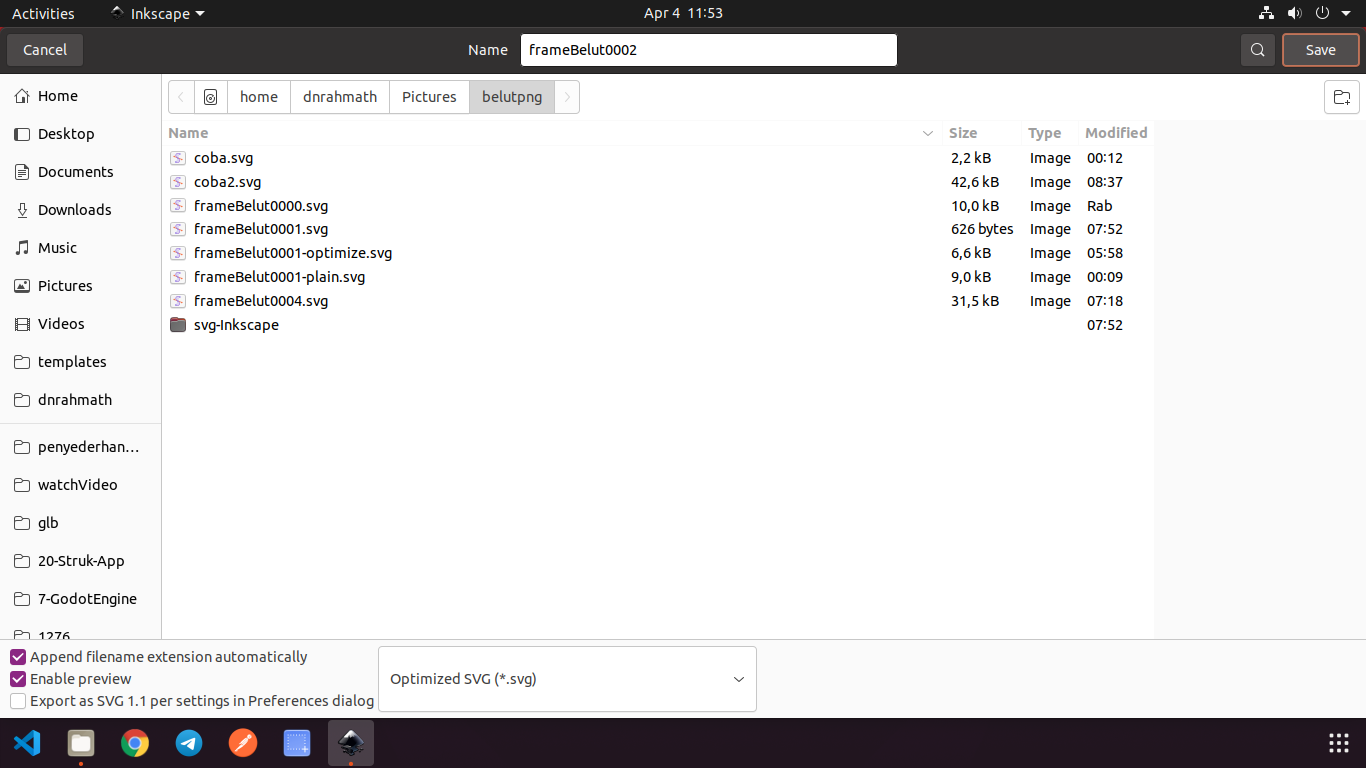 Activities Inkscape Apr 4 11:53
Cancel Name frameBelut0002 Save
home dnrahmath Pictures belutpng
Name Size Type Modified
coba.svg 2,2 kB Image 00:12
coba2.svg 42,6 kB Image 08:37
frameBelut0000.svg 10,0 kB Image Rab
frameBelut0001.svg 626 bytes Image 07:52
frameBelut0001-optimize.svg 6,6 kB Image 05:58
frameBelut0001-plain.svg 9,0 kB Image 00:09
frameBelut0004.svg 31,5 kB Image 07:18
svg-Inkscape 07:52
Home
Desktop
Documents
Downloads
Music
Pictures
Videos
templates
dnrahmath
penyederhan…
watchVideo
glb
20-Struk-App
7-GodotEngine
1276
Append filename extension automatically
Enable preview
Export as SVG 1.1 per settings in Preferences dialog
Optimized SVG (*.svg)